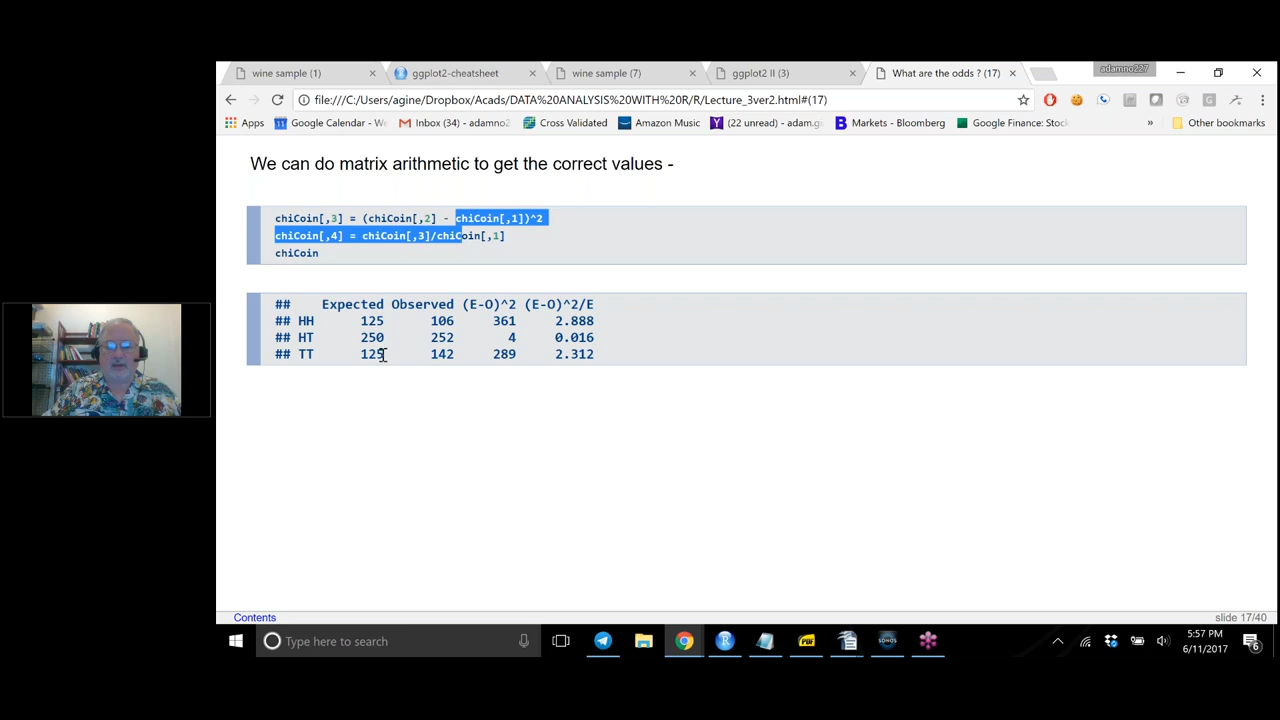 wine sample (1)
ggplot2-cheatsheet
wine sample (7)
ggplot2 II (3)
What are the odds ? (17)
adamno227
file:///C:/Users/agine/Dropbox/Acads/DATA%20ANALYSIS%20WITH%20R/R/Lecture_3ver2.html#(17)
Apps
Google Calendar - We
Inbox (34) - adamno2
Cross Validated
Amazon Music
(22 unread) - adam.gi
Markets - Bloomberg
Google Finance: Stock
»
Other bookmarks
We can do matrix arithmetic to get the correct values -
chiCoin[,3] = (chiCoin[,2] - chiCoin[,1])^2
chiCoin[,4] = chiCoin[,3]/chiCoin[,1]
chiCoin
## Expected Observed (E-O)^2 (E-O)^2/E
## HH 125 106 361 2.888
## HT 250 252 4 0.016
## TT 125 142 289 2.312
Contents
slide 17/40
Type here to search
5:57 PM
6/11/2017
6